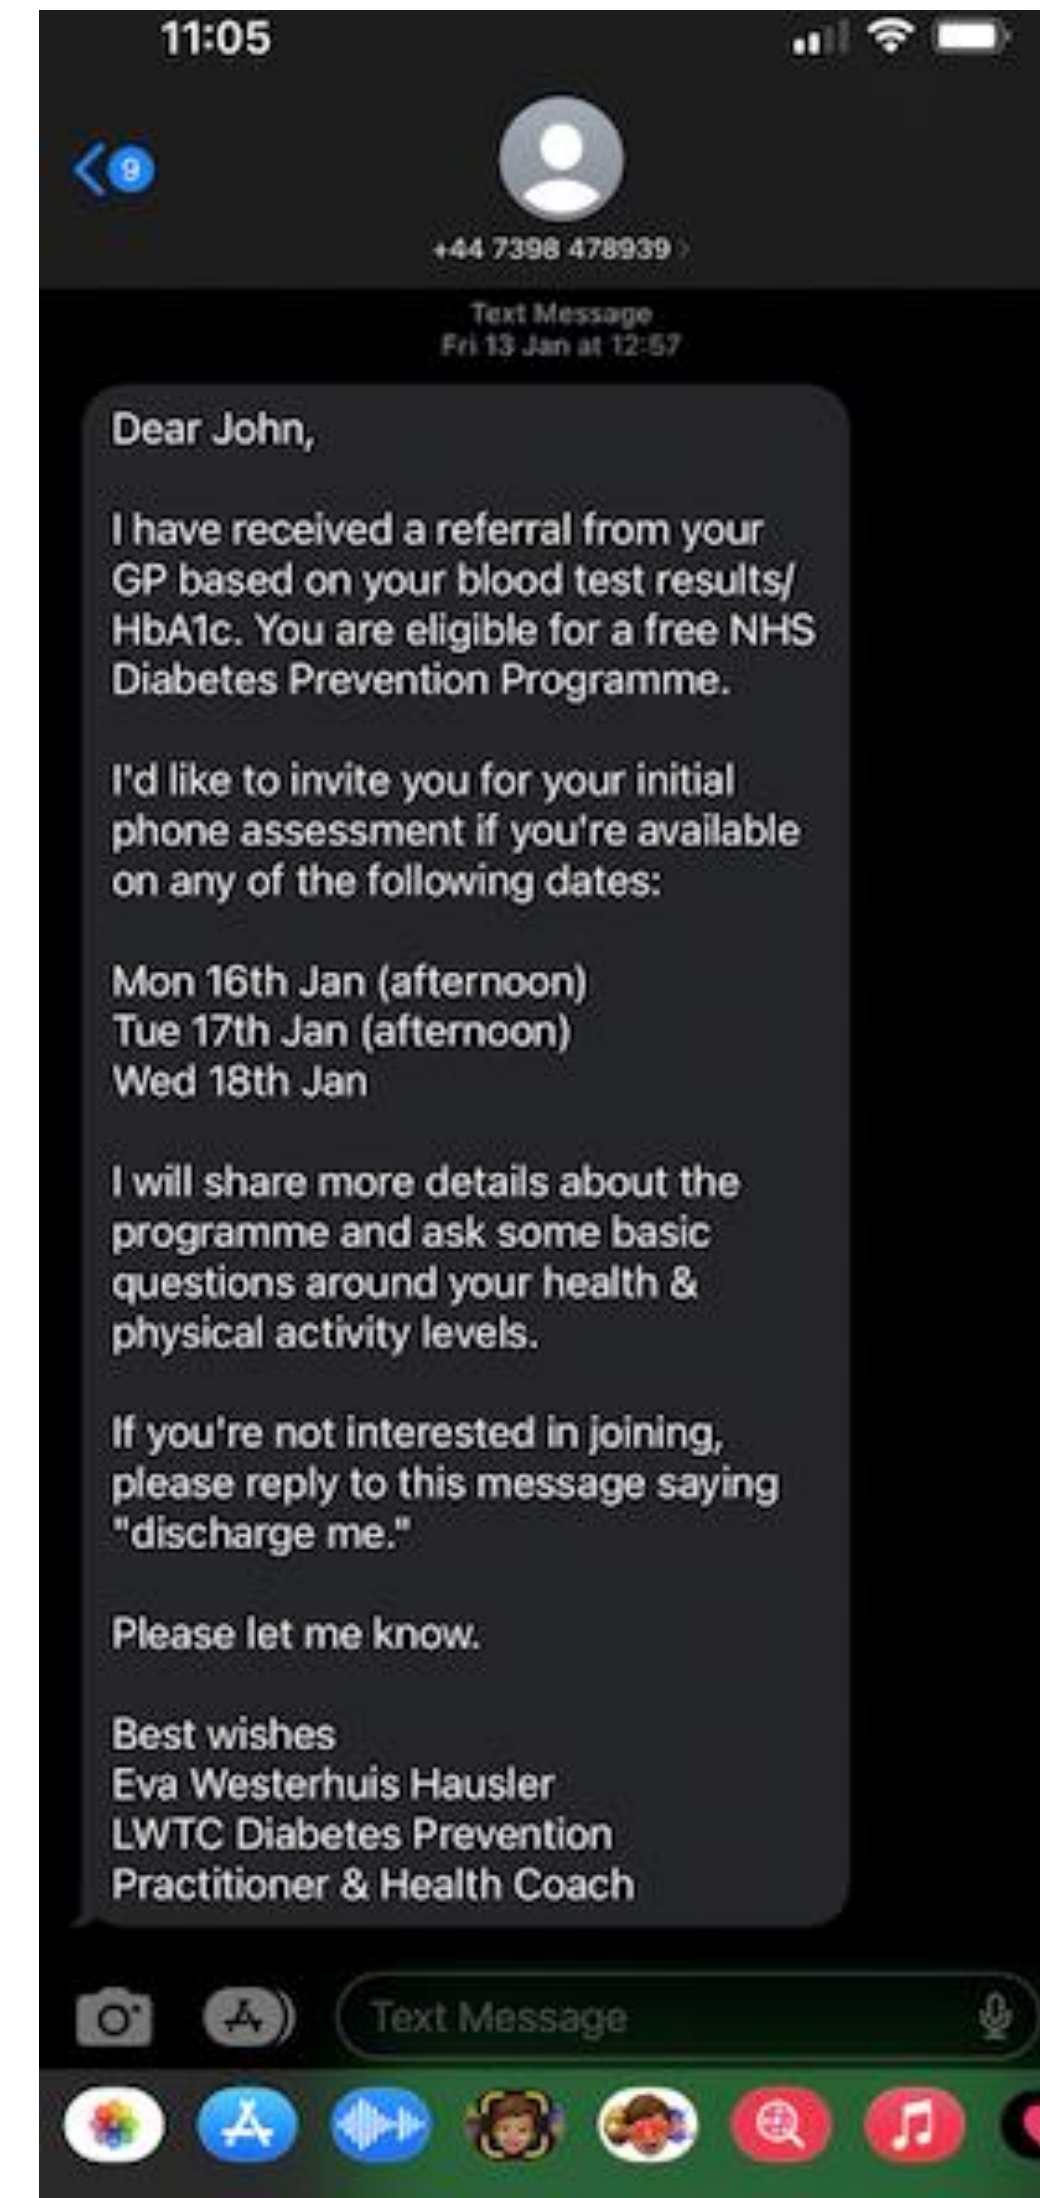 11:05
9
+44 7398 478939
Text Message
Fri 13 Jan at 12:57
Dear John,
I have received a referral from your
GP based on your blood test results/
HbA1c. You are eligible for a free NHS
Diabetes Prevention Programme.
I'd like to invite you for your initial
phone assessment if you're available
on any of the following dates:
Mon 16th Jan (afternoon)
Tue 17th Jan (afternoon)
Wed 18th Jan
I will share more details about the
programme and ask some basic
questions around your health &
physical activity levels.
If you're not interested in joining,
please reply to this message saying
"discharge me."
Please let me know.
Best wishes
Eva Westerhuis Hausler
LWTC Diabetes Prevention
Practitioner & Health Coach
Text Message